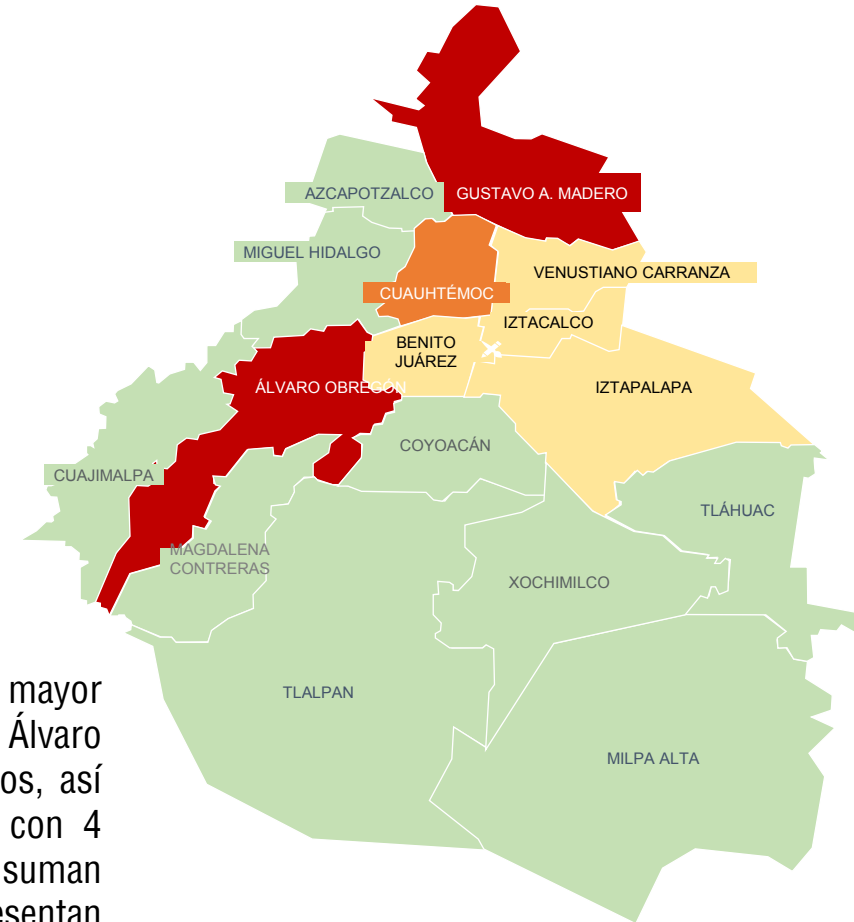 AZCAPOTZALCO
GUSTAVO A. MADERO
MIGUEL HIDALGO
VENUSTIANO CARRANZA
CUAUHTÉMOC
IZTACALCO
BENITO
JUÁREZ
ÁLVARO OBREGÓN
IZTAPALAPA
COYOACÁN
CUAJIMALPA
TLÁHUAC
MAGDALENA
CONTRERAS
XOCHIMILCO
TLALPAN
MILPA ALTA
mayor
Álvaro
os, así
con 4
suman
esentan